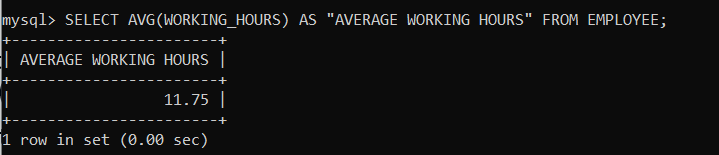 mysql> SELECT AVG(WORKING_HOURS) AS "AVERAGE WORKING HOURS" FROM EMPLOYEE;
+-----------------------+
| AVERAGE WORKING HOURS |
+-----------------------+
|                 11.75 |
+-----------------------+
1 row in set (0.00 sec)